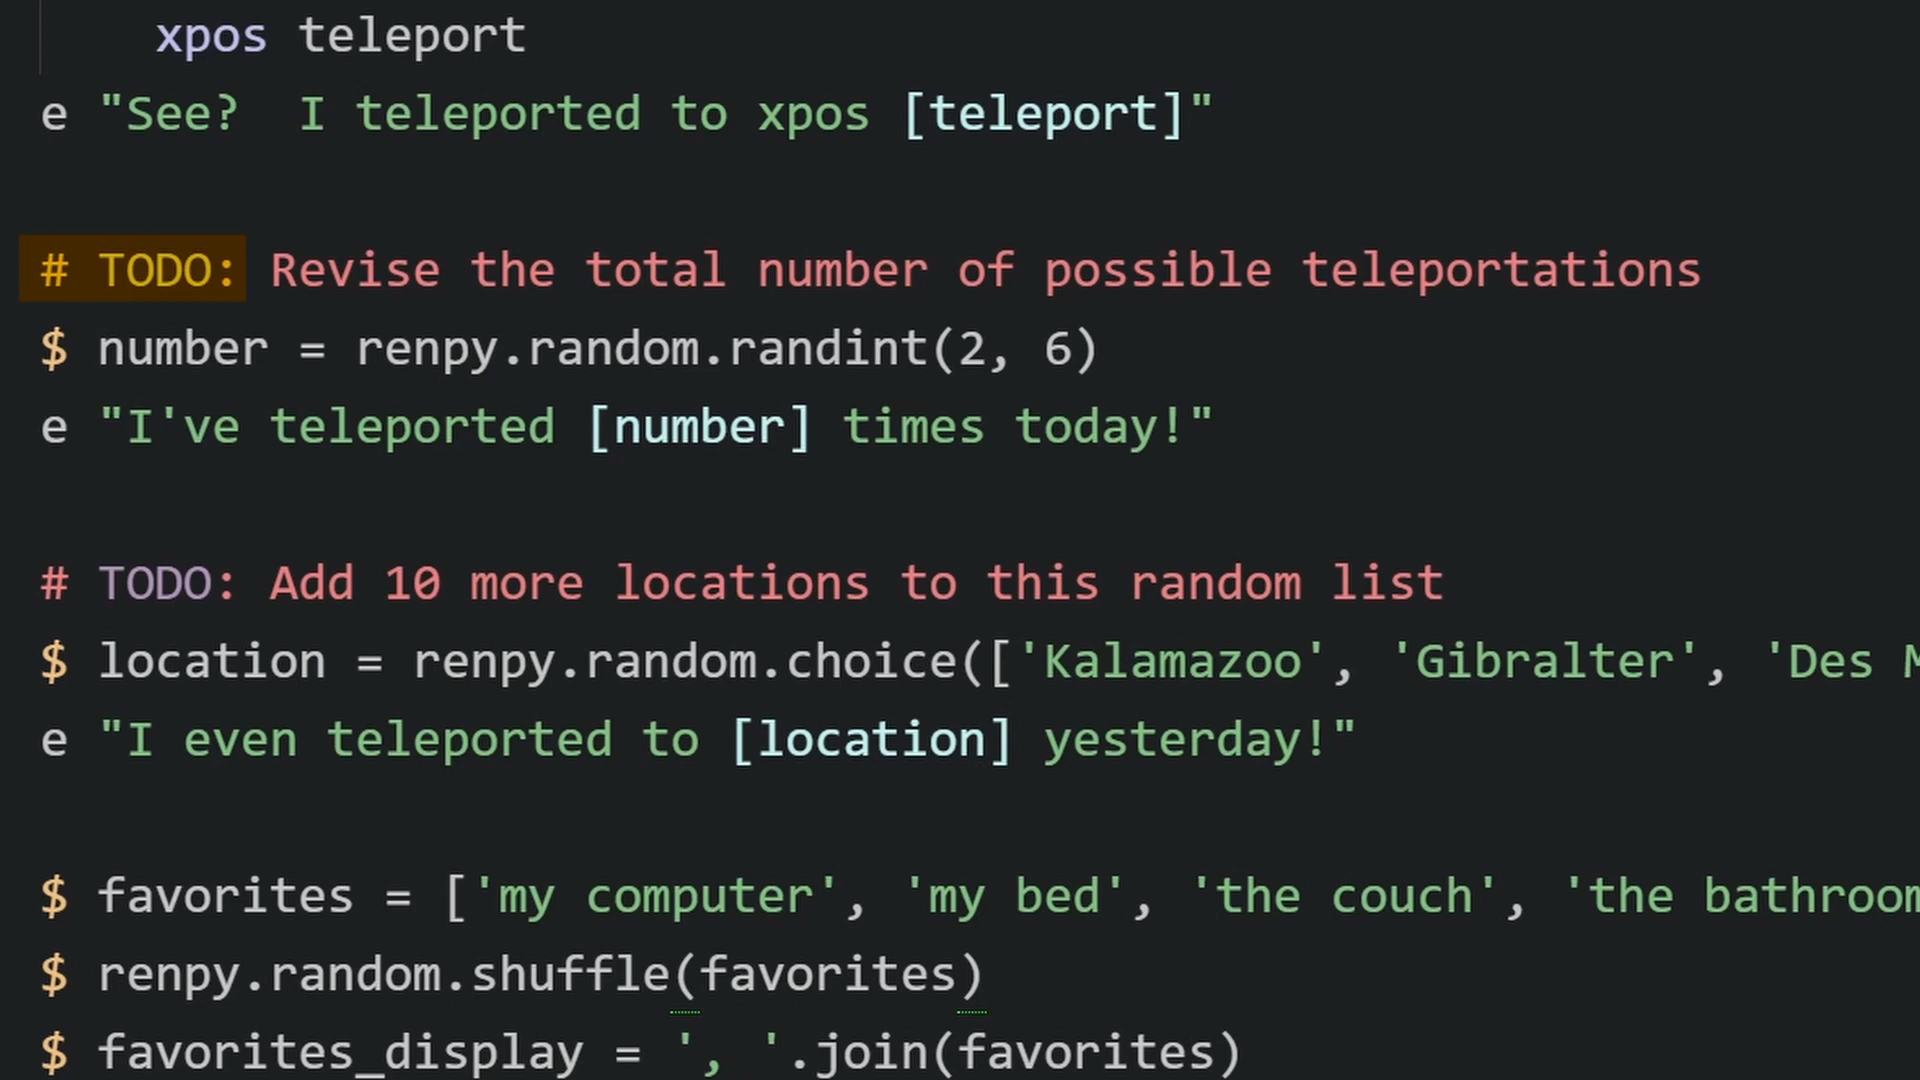 xpos teleport
e "See?  I teleported to xpos [teleport]"
# TODO: Revise the total number of possible teleportations
$ number = renpy.random.randint(2, 6)
e "I've teleported [number] times today!"
# TODO: Add 10 more locations to this random list
$ location = renpy.random.choice(['Kalamazoo', 'Gibralter', 'Des M
e "I even teleported to [location] yesterday!"
$ favorites = ['my computer', 'my bed', 'the couch', 'the bathroom
$ renpy.random.shuffle(favorites)
$ favorites_display = ', '.join(favorites)